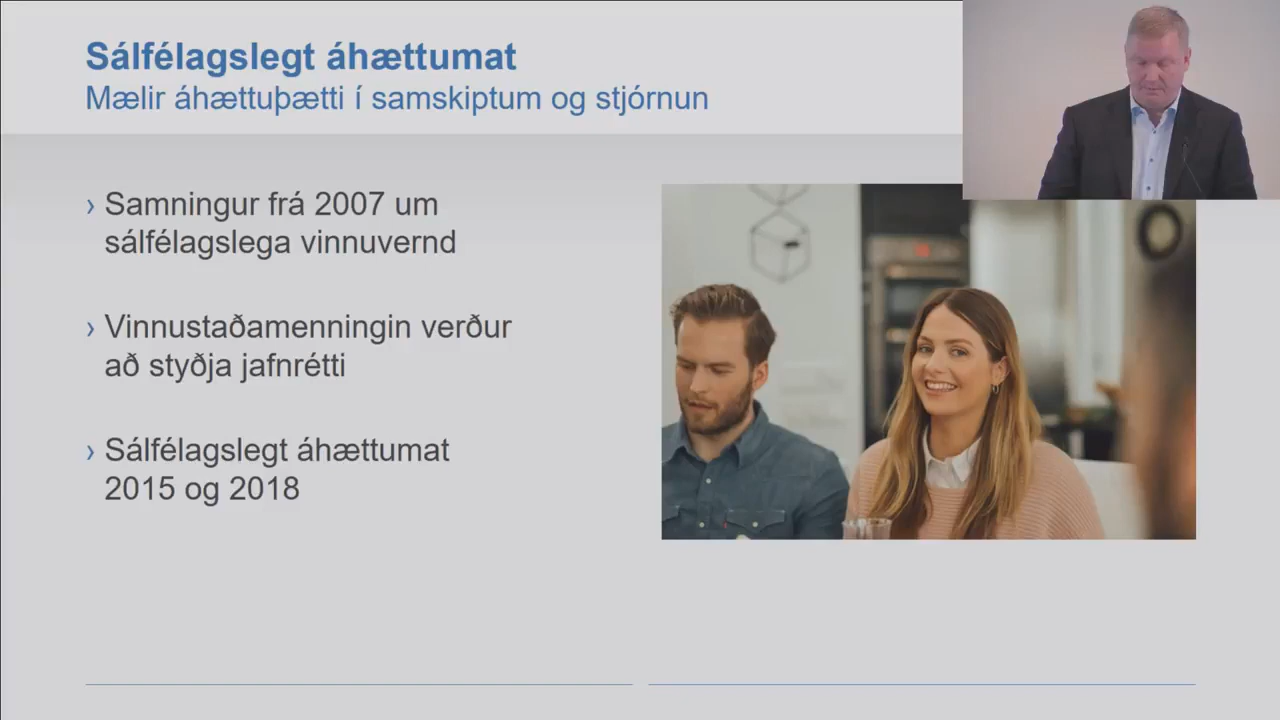 Sálfélagslegt áhættumat
Mælir áhættuþætti í samskiptum og stjórnun
› Samningur frá 2007 um
sálfélagslega vinnuvernd
› Vinnustaðamenningin verður
að styðja jafnrétti
› Sálfélagslegt áhættumat
2015 og 2018